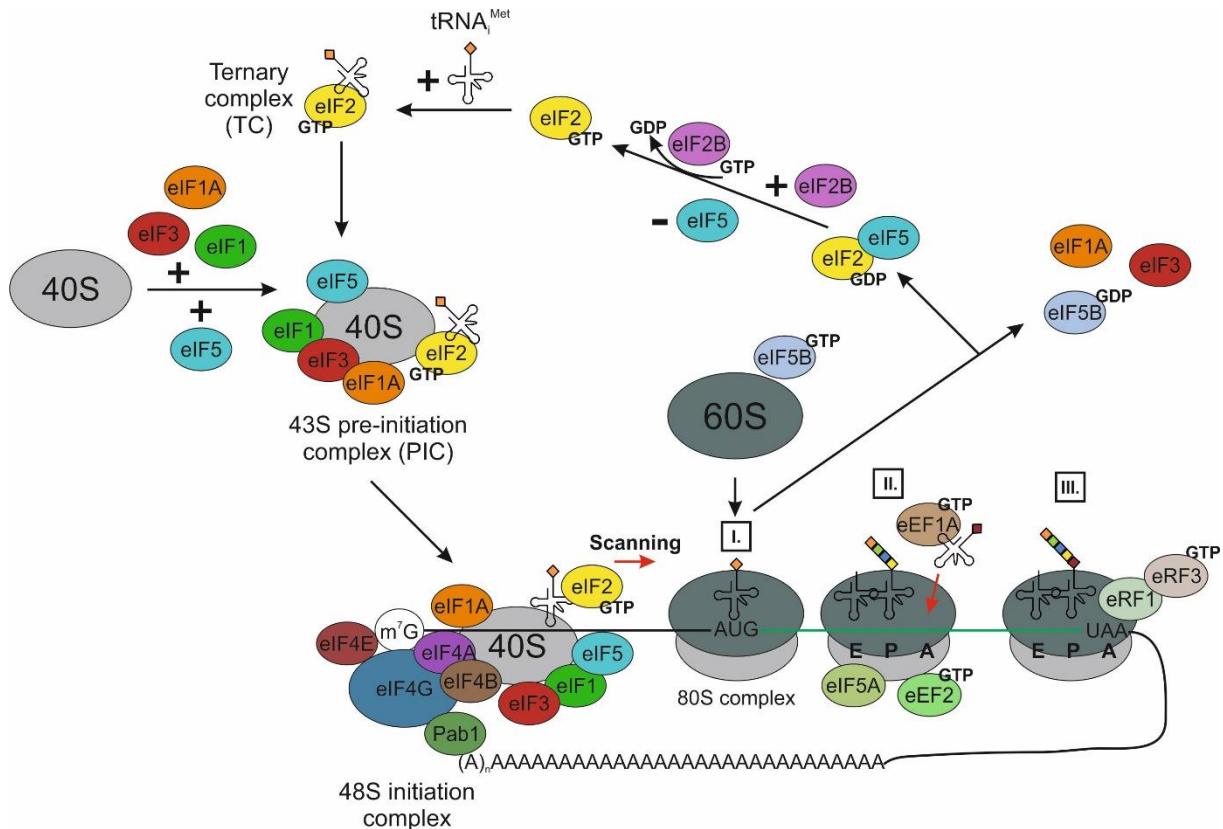 tRNAiMet
Ternary
complex
(TC)
eIF2
GTP
+
eIF2
GTP
GDP
eIF2B
GTP
+
eIF2B
-
eIF5
eIF5
eIF2
GDP
eIF1A
eIF3
eIF5B
GDP
eIF1A
eIF3
eIF1
+
40S
+
eIF5
eIF5
40S
eIF1
eIF3
eIF1A
eIF2
GTP
43S pre-initiation
complex (PIC)
eIF5B
GTP
60S
I.
II.
III.
Scanning
eIF2
GTP
eIF1A
40S
eIF4E
m7G
eIF4A
eIF4G
eIF4B
eIF3
eIF1
eIF5
Pab1
AUG
80S complex
eEF1A
GTP
E P A
eIF5A
eEF2
GTP
E P A
UAA
eRF1
eRF3
GTP
(A)nAAAAAAAAAAAAAAAAAAAAAAAAAAAAA
48S initiation
complex